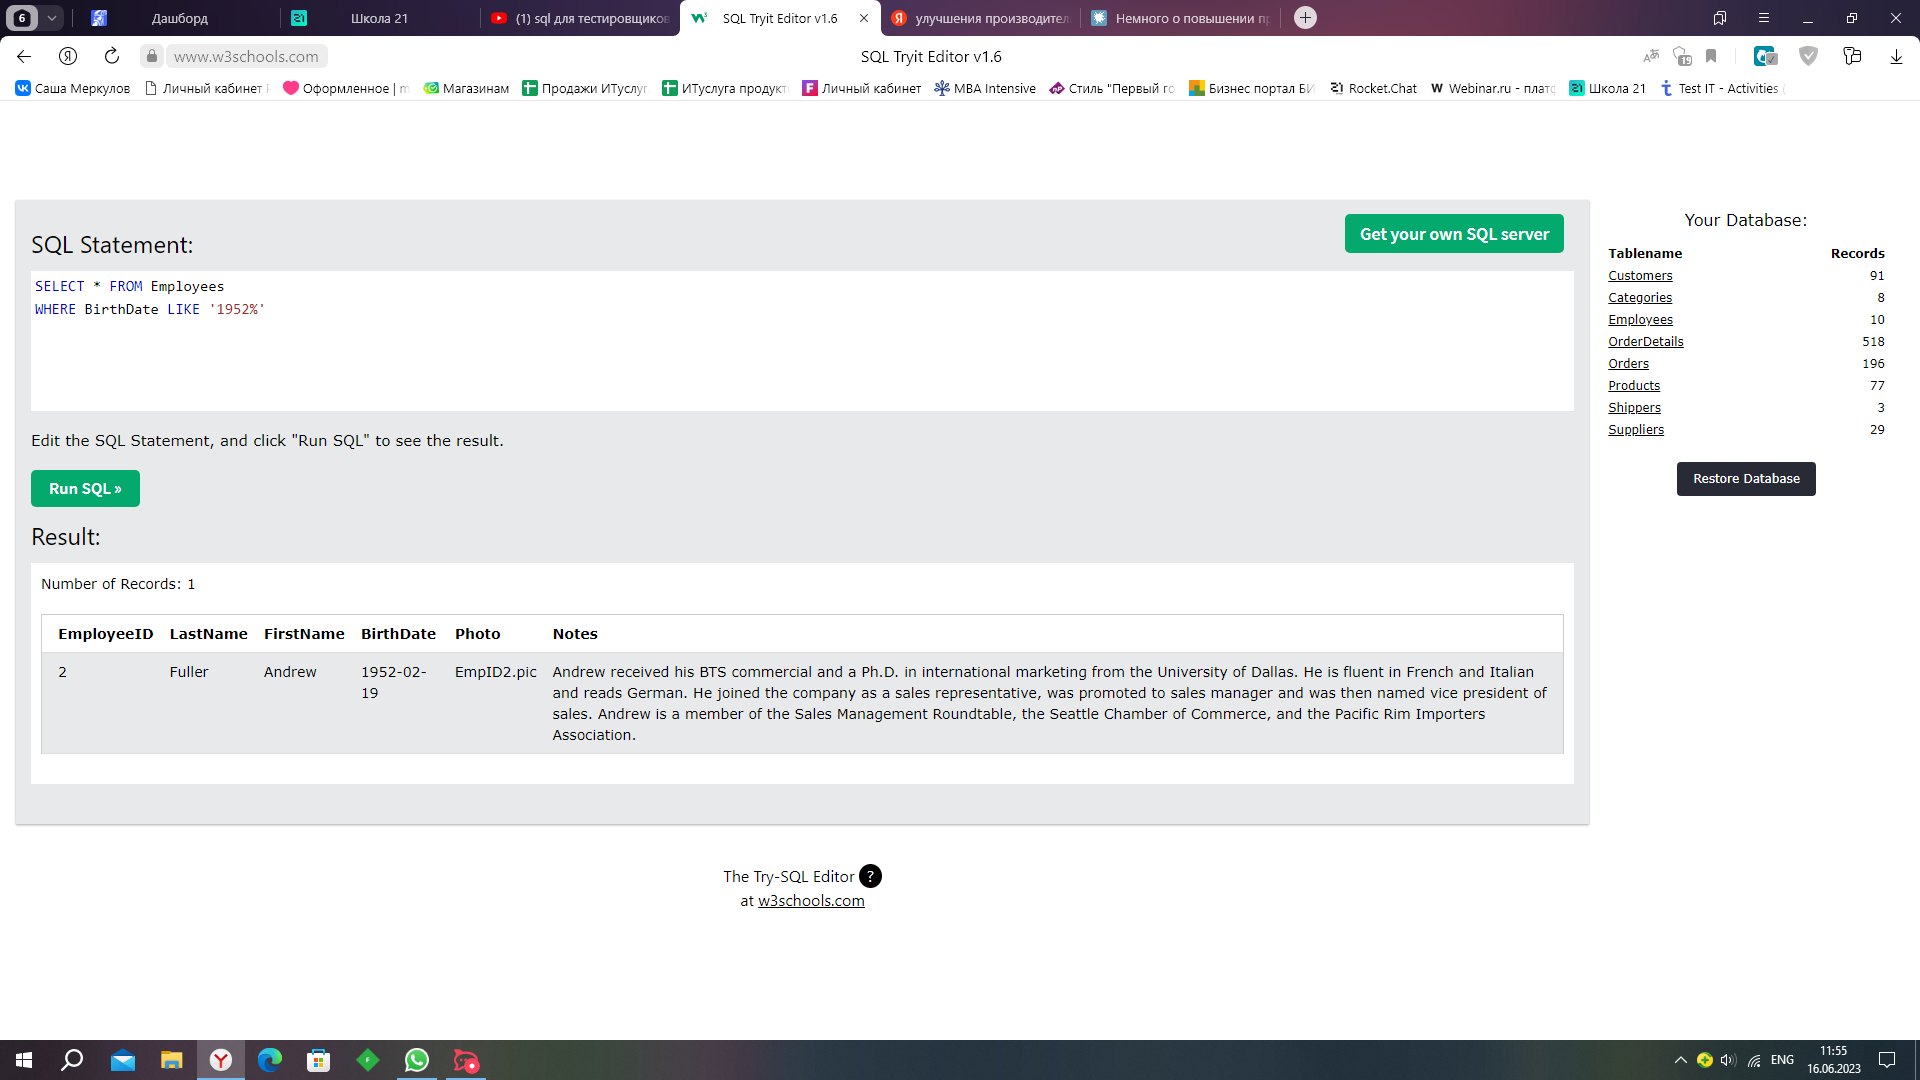 6
Дашборд
Школа 21
(1) sql для тестировщиков
SQL Tryit Editor v1.6
улучшения производител
Немного о повышении пр
www.w3schools.com
SQL Tryit Editor v1.6
19
Саша Меркулов
Личный кабинет
Оформленное | m
Магазинам
Продажи ИТуслуг
ИТуслуга продукт
Личный кабинет
MBA Intensive
Стиль "Первый го
Бизнес портал БИ
Rocket.Chat
Webinar.ru - плат
Школа 21
Test IT - Activities
SQL Statement:
Get your own SQL server
SELECT * FROM Employees
WHERE BirthDate LIKE '1952%'
Edit the SQL Statement, and click "Run SQL" to see the result.
Run SQL »
Result:
Number of Records: 1
EmployeeID LastName FirstName BirthDate Photo Notes
2 Fuller Andrew 1952-02-19 EmpID2.pic Andrew received his BTS commercial and a Ph.D. in international marketing from the University of Dallas. He is fluent in French and Italian
and reads German. He joined the company as a sales representative, was promoted to sales manager and was then named vice president of
sales. Andrew is a member of the Sales Management Roundtable, the Seattle Chamber of Commerce, and the Pacific Rim Importers
Association.
Your Database:
Tablename Records
Customers 91
Categories 8
Employees 10
OrderDetails 518
Orders 196
Products 77
Shippers 3
Suppliers 29
Restore Database
The Try-SQL Editor ?
at w3schools.com
ENG
11:55
16.06.2023